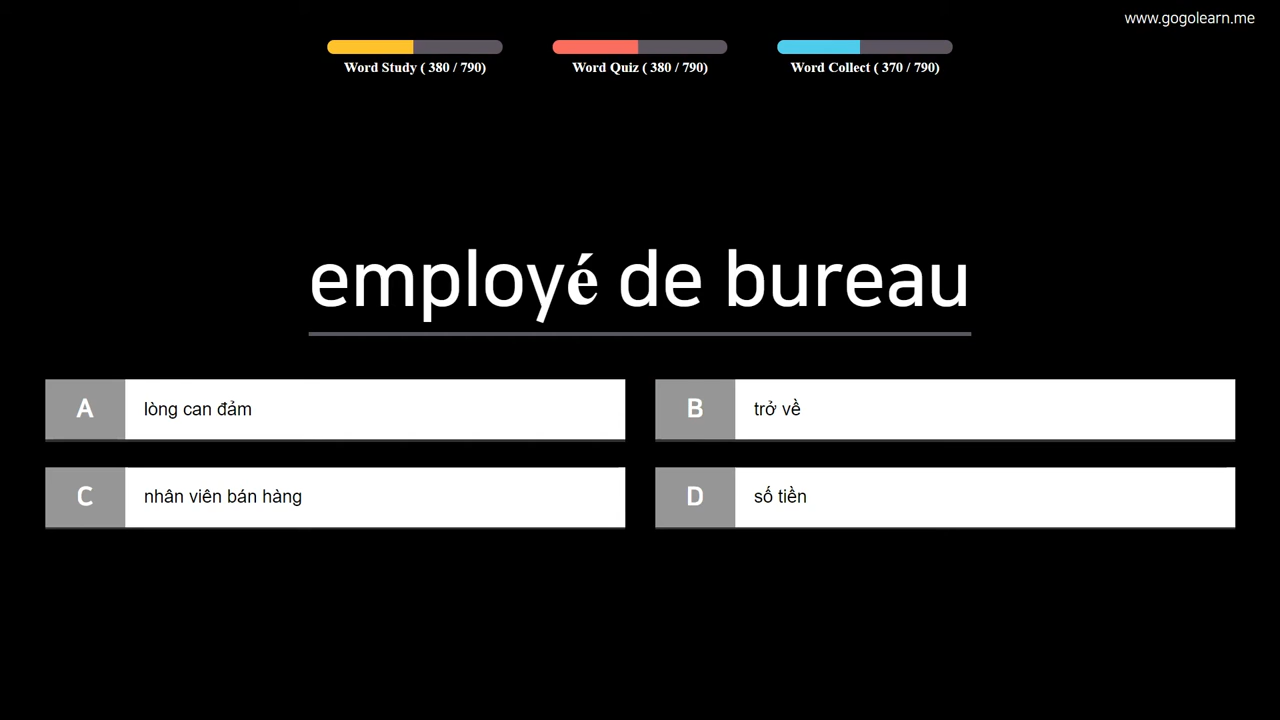 www.gogolearn.me
Word Study ( 380 / 790)
Word Quiz ( 380 / 790)
Word Collect ( 370 / 790)
employé de bureau
A lòng can đảm
B trở về
C nhân viên bán hàng
D số tiền